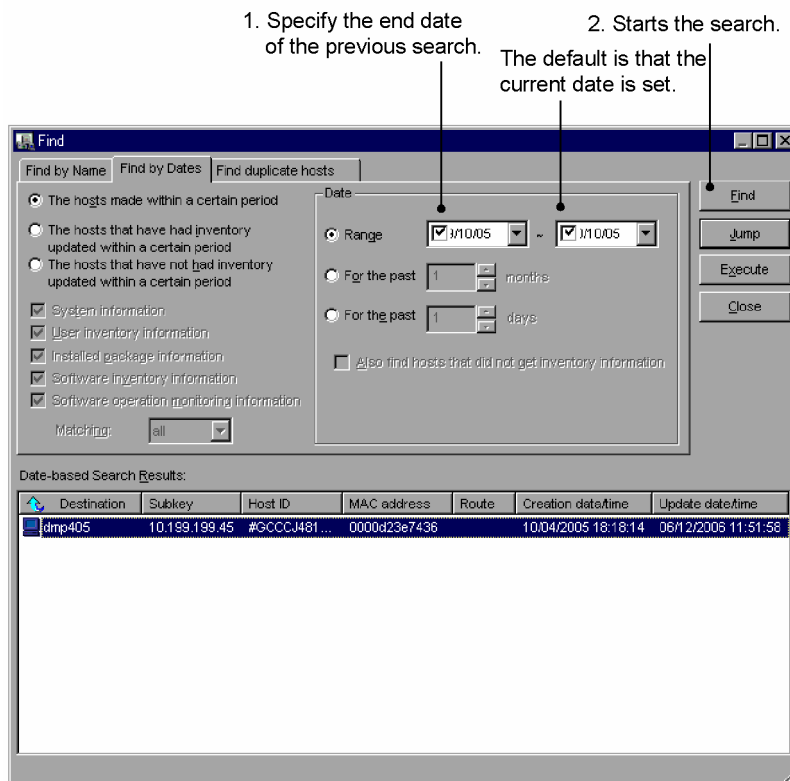 1. Specify the end date
of the previous search.
2. Starts the search.
The default is that the
current date is set.
Find
Find by Name
Find by Dates
Find duplicate hosts
The hosts made within a certain period
The hosts that have had inventory
updated within a certain period
The hosts that have not had inventory
updated within a certain period
System information
User inventory information
Installed package information
Software inventory information
Software operation monitoring information
Matching: all
Date
Range /10/05 ~ /10/05
For the past 1 months
For the past 1 days
Also find hosts that did not get inventory information
Find
Jump
Execute
Close
Date-based Search Results:
Destination Subkey Host ID MAC address Route Creation data/time Update date/time
dmp405 10.199.199.45 #GCCCJ481... 0000d23e7436 10/04/2005 18:18:14 06/12/2006 11:51:58